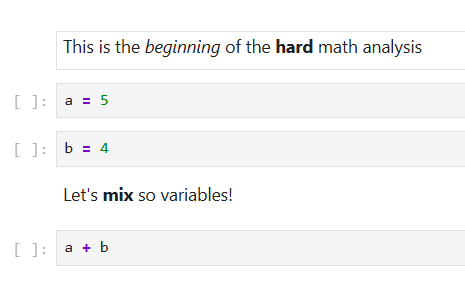 This is the beginning of the hard math analysis
[ ]: a = 5
[ ]: b = 4
Let's mix so variables!
[ ]: a + b